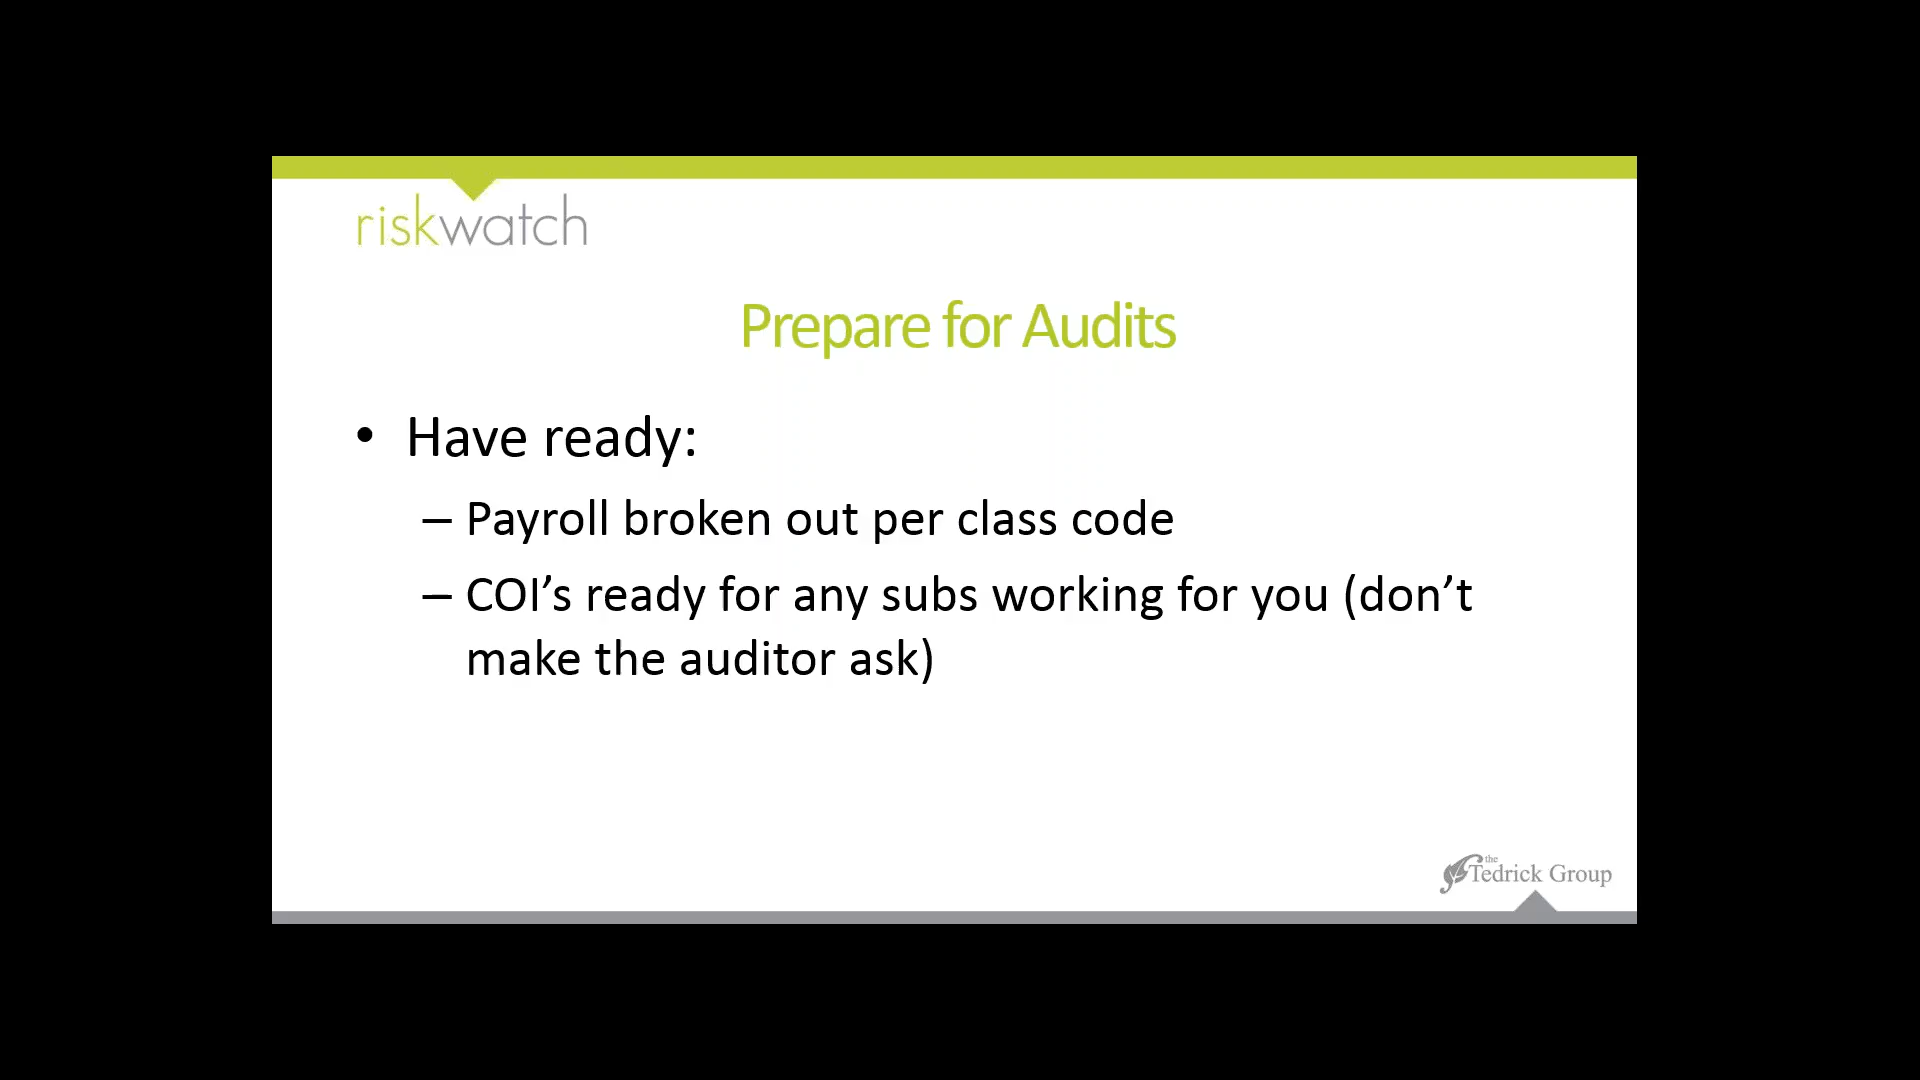 riskwatch
Prepare for Audits
• Have ready:
– Payroll broken out per class code
– COI’s ready for any subs working for you (don’t
make the auditor ask)
the
Tedrick Group